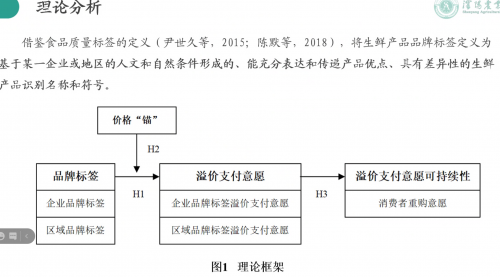 理论分析
借鉴食品质量标签的定义（尹世久等，2015；陈默等，2018），将生鲜产品品牌标签定义为
基于某一企业或地区的人文和自然条件形成的、能充分表达和传递产品优点、具有差异性的生鲜
产品识别名称和符号。
价格“锚”
H2
品牌标签
H1
溢价支付意愿
H3
溢价支付意愿可持续性
企业品牌标签
企业品牌标签溢价支付意愿
消费者重购意愿
区域品牌标签
区域品牌标签溢价支付意愿
图1 理论框架